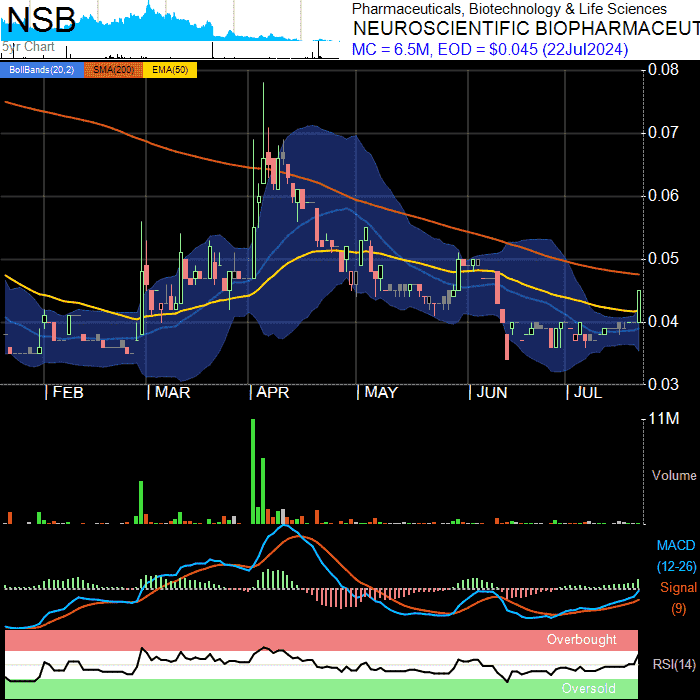 NSB
5yr Chart
Pharmaceuticals, Biotechnology & Life Sciences
NEUROSCIENTIFIC BIOPHARMACEUT
MC = 6.5M, EOD = $0.045 (22Jul2024)
BollBands(20,2) SMA(200) EMA(50)
0.08
0.07
0.06
0.05
0.04
0.03
FEB MAR APR MAY JUN JUL
11M
Volume
MACD
(12-26)
Signal
(9)
Overbought
RSI(14)
Oversold